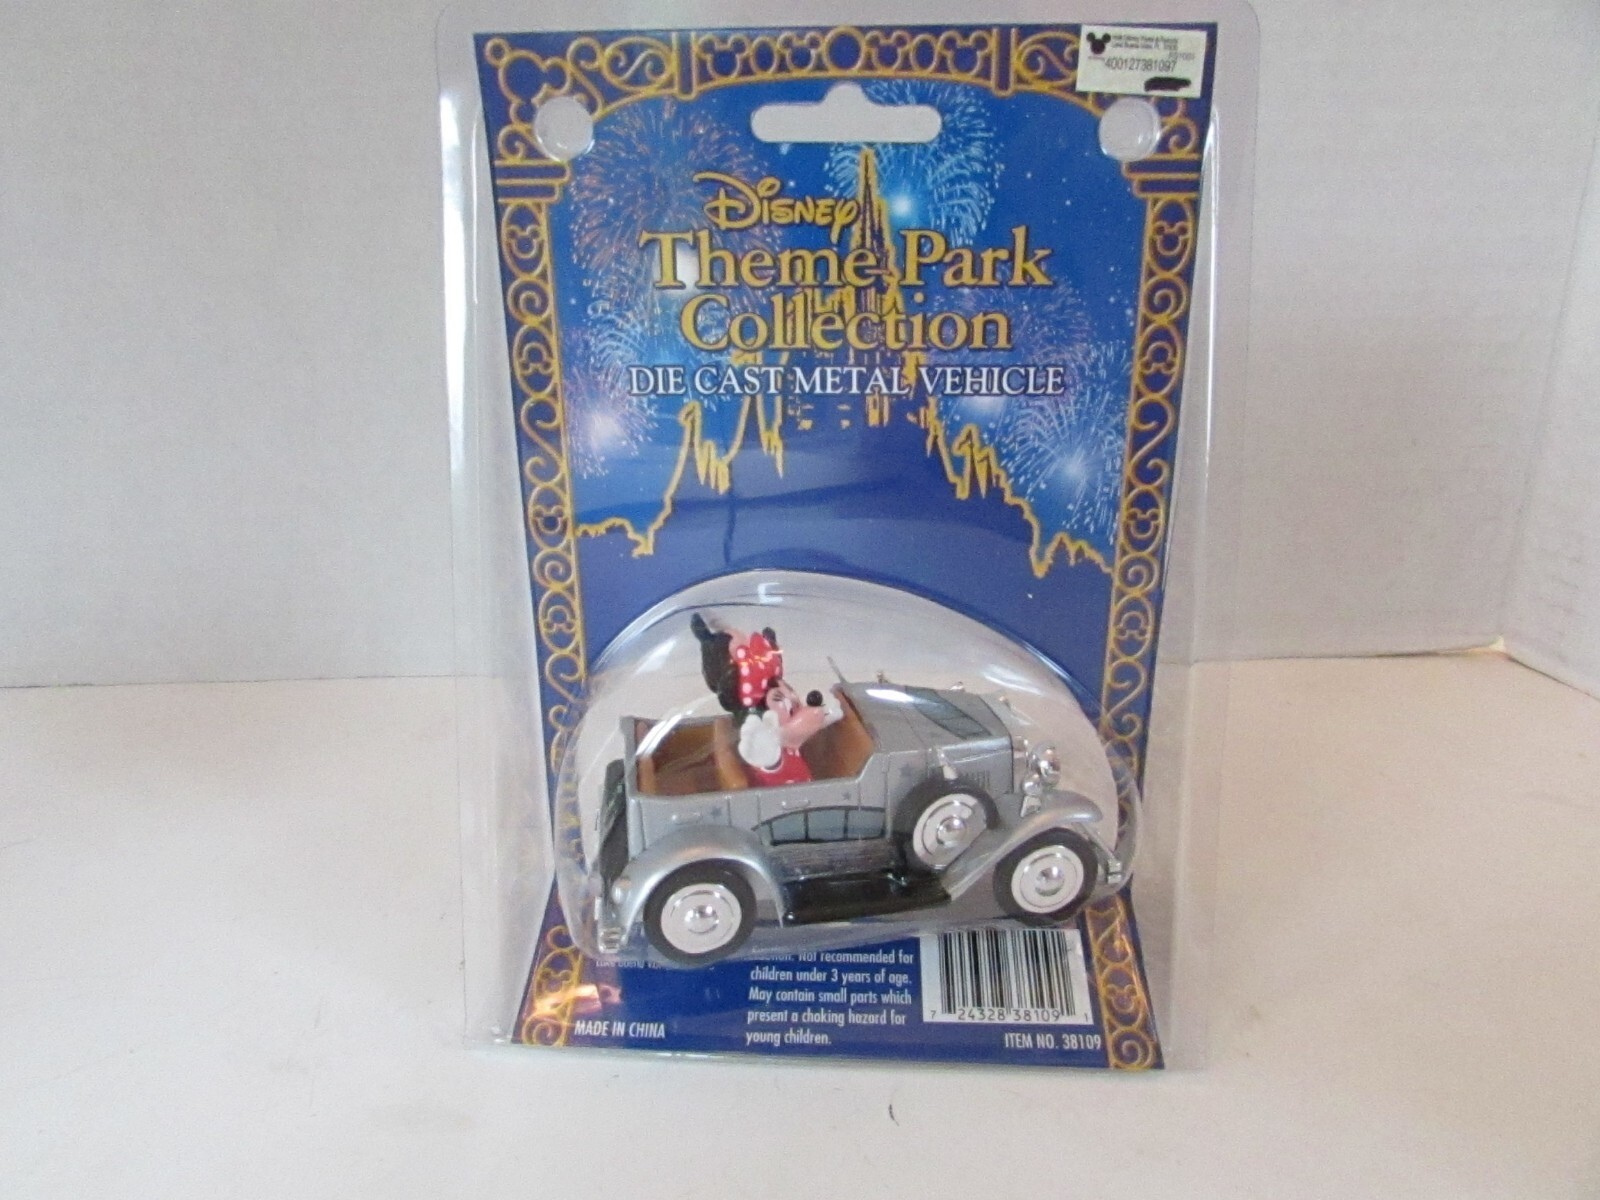 400127381097
Disney
Theme Park
Collection
DIE CAST METAL VEHICLE
Not recommended for
children under 3 years of age.
May contain small parts which
present a choking hazard for
young children.
MADE IN CHINA
7 24328 38109 1
ITEM NO. 38109